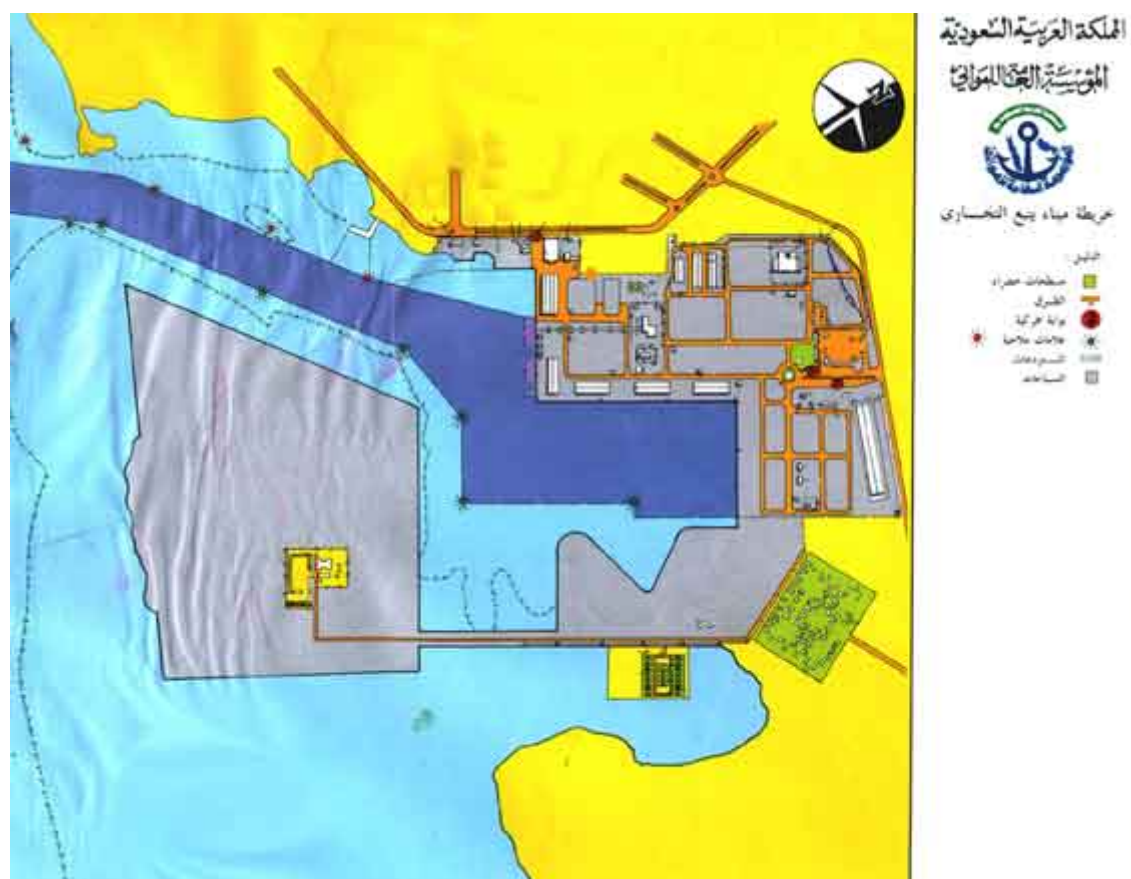 المملكة العربية السعودية
المؤسسة العامة للموانئ
خريطة ميناء ينبع التجاري
الدليل :
مسطحات خضراء
الطرق
بوابة جمركية
علامات ملاحية
المستودعات
الساحات